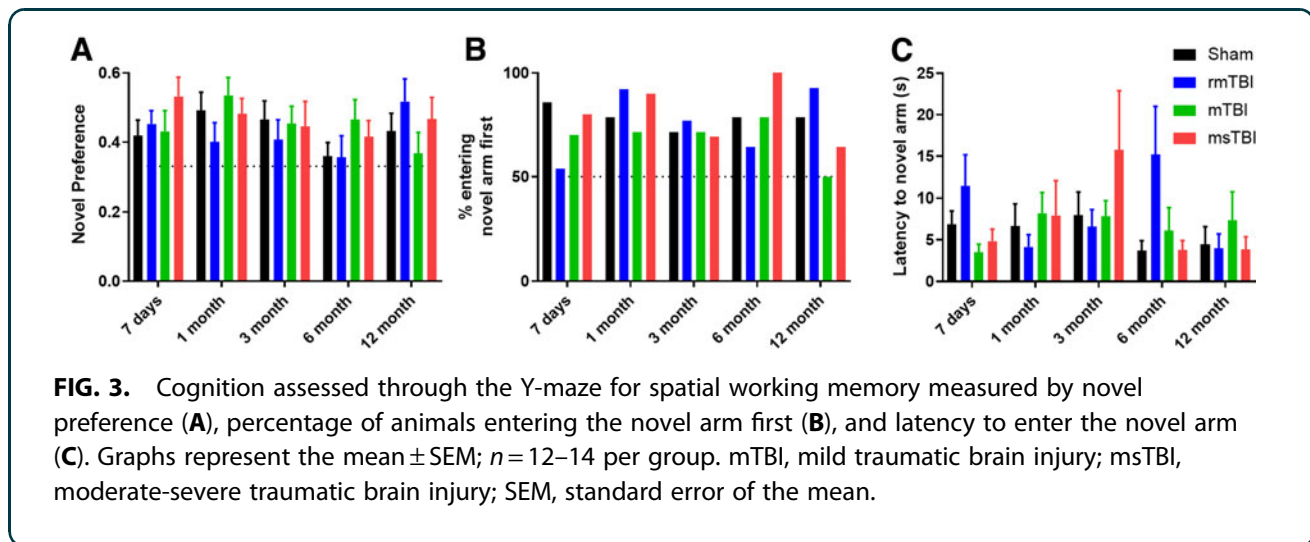 A
B
C
Novel Preference
0.6
0.4
0.2
0.0
7 days
1 month
3 month
6 month
12 month
% entering
novel arm first
100
50
0
7 days
1 month
3 month
6 month
12 month
Latency to novel arm (s)
25
20
15
10
5
0
7 days
1 month
3 month
6 month
12 month
Sham
rmTBI
mTBI
msTBI
FIG. 3. Cognition assessed through the Y-maze for spatial working memory measured by novel
preference (A), percentage of animals entering the novel arm first (B), and latency to enter the novel arm
(C). Graphs represent the mean ± SEM; n = 12–14 per group. mTBI, mild traumatic brain injury; msTBI,
moderate-severe traumatic brain injury; SEM, standard error of the mean.